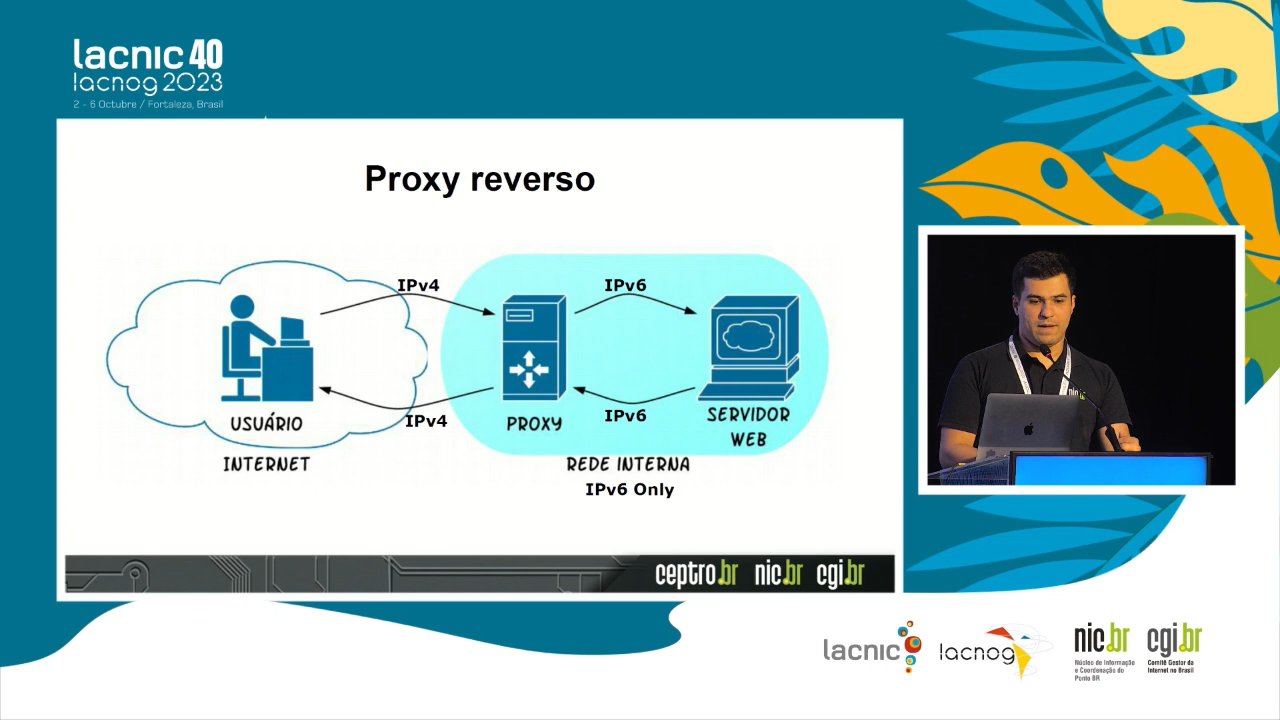 lacnic 40
lacnog 2023
2 - 6 Octubre / Fortaleza, Brasil
Proxy reverso
IPv4
IPv6
IPv4
IPv6
USUÁRIO
PROXY
SERVIDOR
WEB
INTERNET
REDE INTERNA
IPv6 Only
ceptro.br nic.br cgi.br
nic.br
lacnic
lacnog
nic.br
Núcleo de Informação
e Coordenação do
Ponto BR
cgi.br
Comitê Gestor da
Internet no Brasil